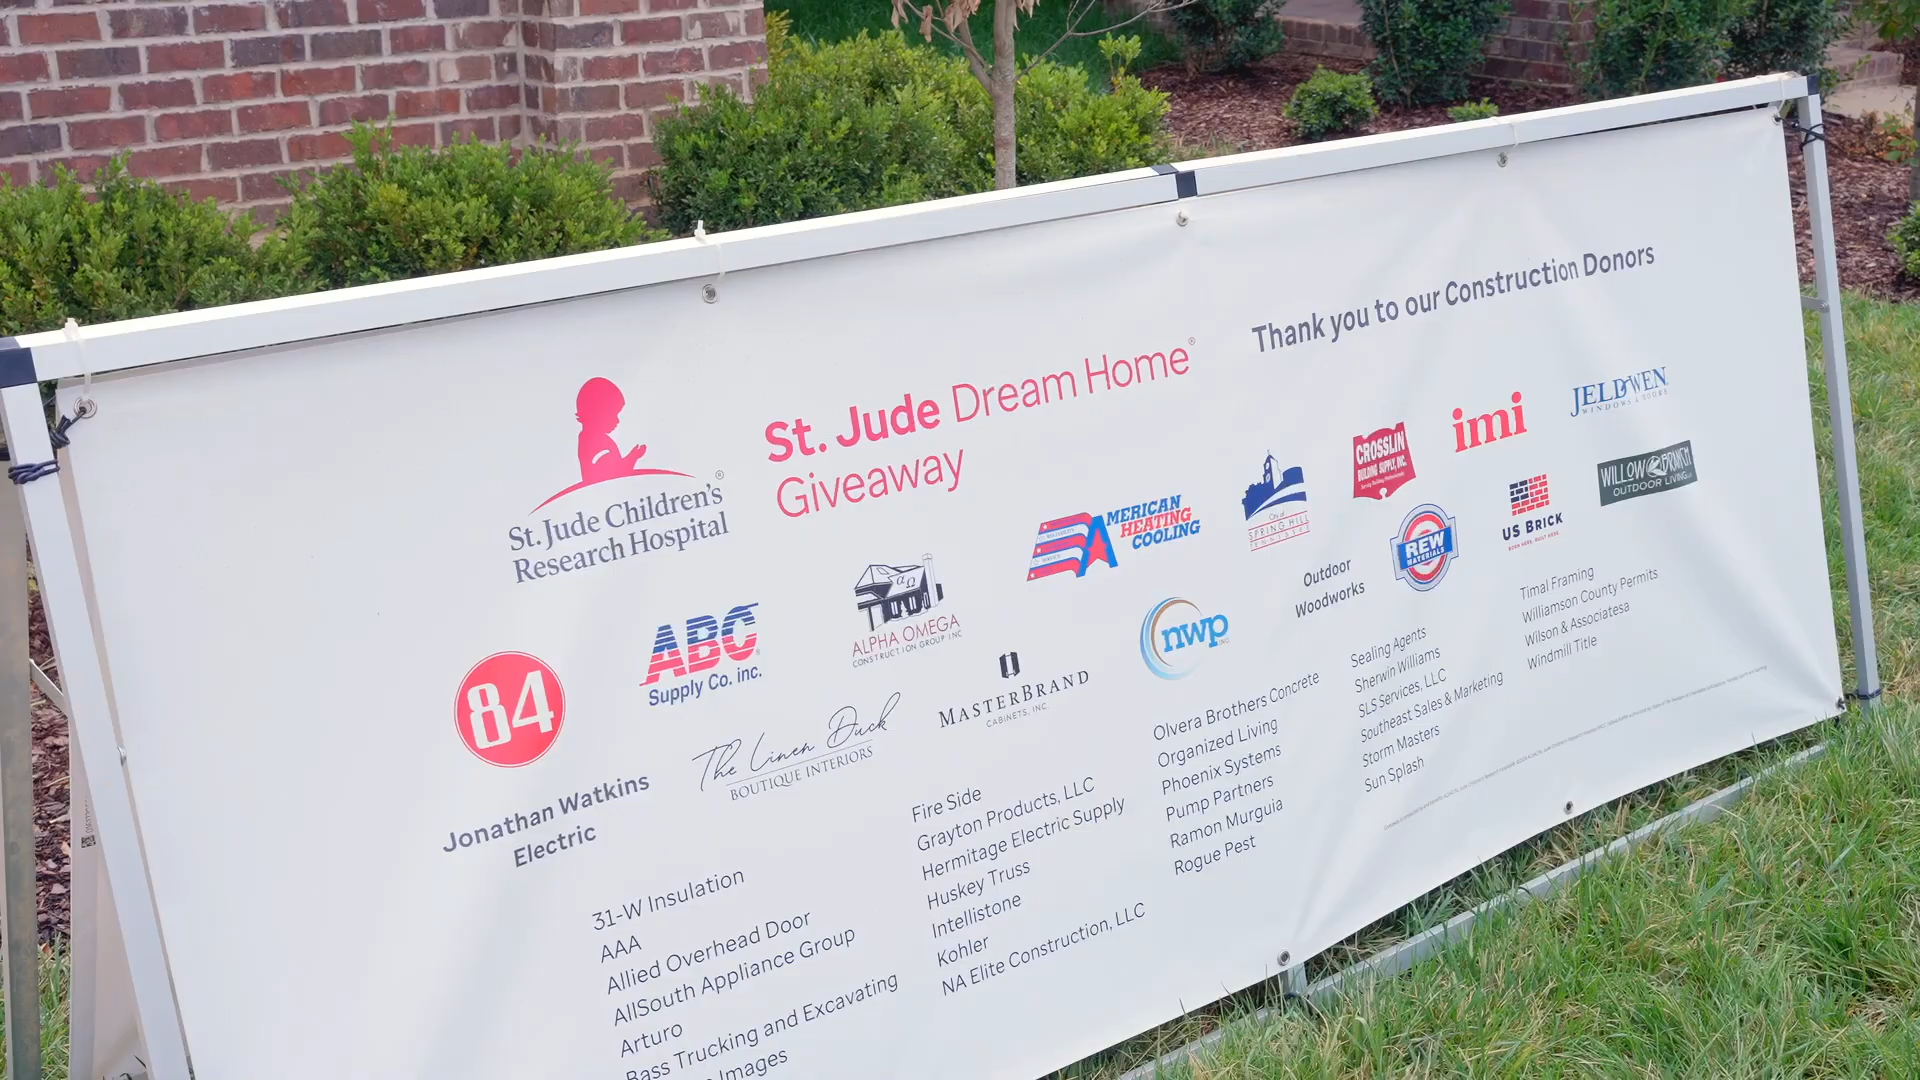 St. Jude Children's
Research Hospital
®
St. Jude Dream Home®
Giveaway
Thank you to our Construction Donors
84
Jonathan Watkins
Electric
ABC
Supply Co. inc.
The Linen Duck
BOUTIQUE INTERIORS
αΩ
ALPHA OMEGA
CONSTRUCTION GROUP INC
MASTERBRAND
CABINETS, INC.
AMERICAN
HEATING
COOLING
nwp
INC.
City of
SPRING HILL
TENNESSEE
Outdoor
Woodworks
CROSSLIN
BUILDING SUPPLY, INC.
REW
MATERIALS
imi
US BRICK
BORN HERE. BUILT HERE.
JELD-WEN
WINDOWS & DOORS
WILLOW BRANCH
OUTDOOR LIVING
31-W Insulation
AAA
Allied Overhead Door
AllSouth Appliance Group
Arturo
Bass Trucking and Excavating
Images
Fire Side
Grayton Products, LLC
Hermitage Electric Supply
Huskey Truss
Intellistone
Kohler
NA Elite Construction, LLC
Olvera Brothers Concrete
Organized Living
Phoenix Systems
Pump Partners
Ramon Murguia
Rogue Pest
Sealing Agents
Sherwin Williams
SLS Services, LLC
Southeast Sales & Marketing
Storm Masters
Sun Splash
Timal Framing
Williamson County Permits
Wilson & Associatesa
Windmill Title